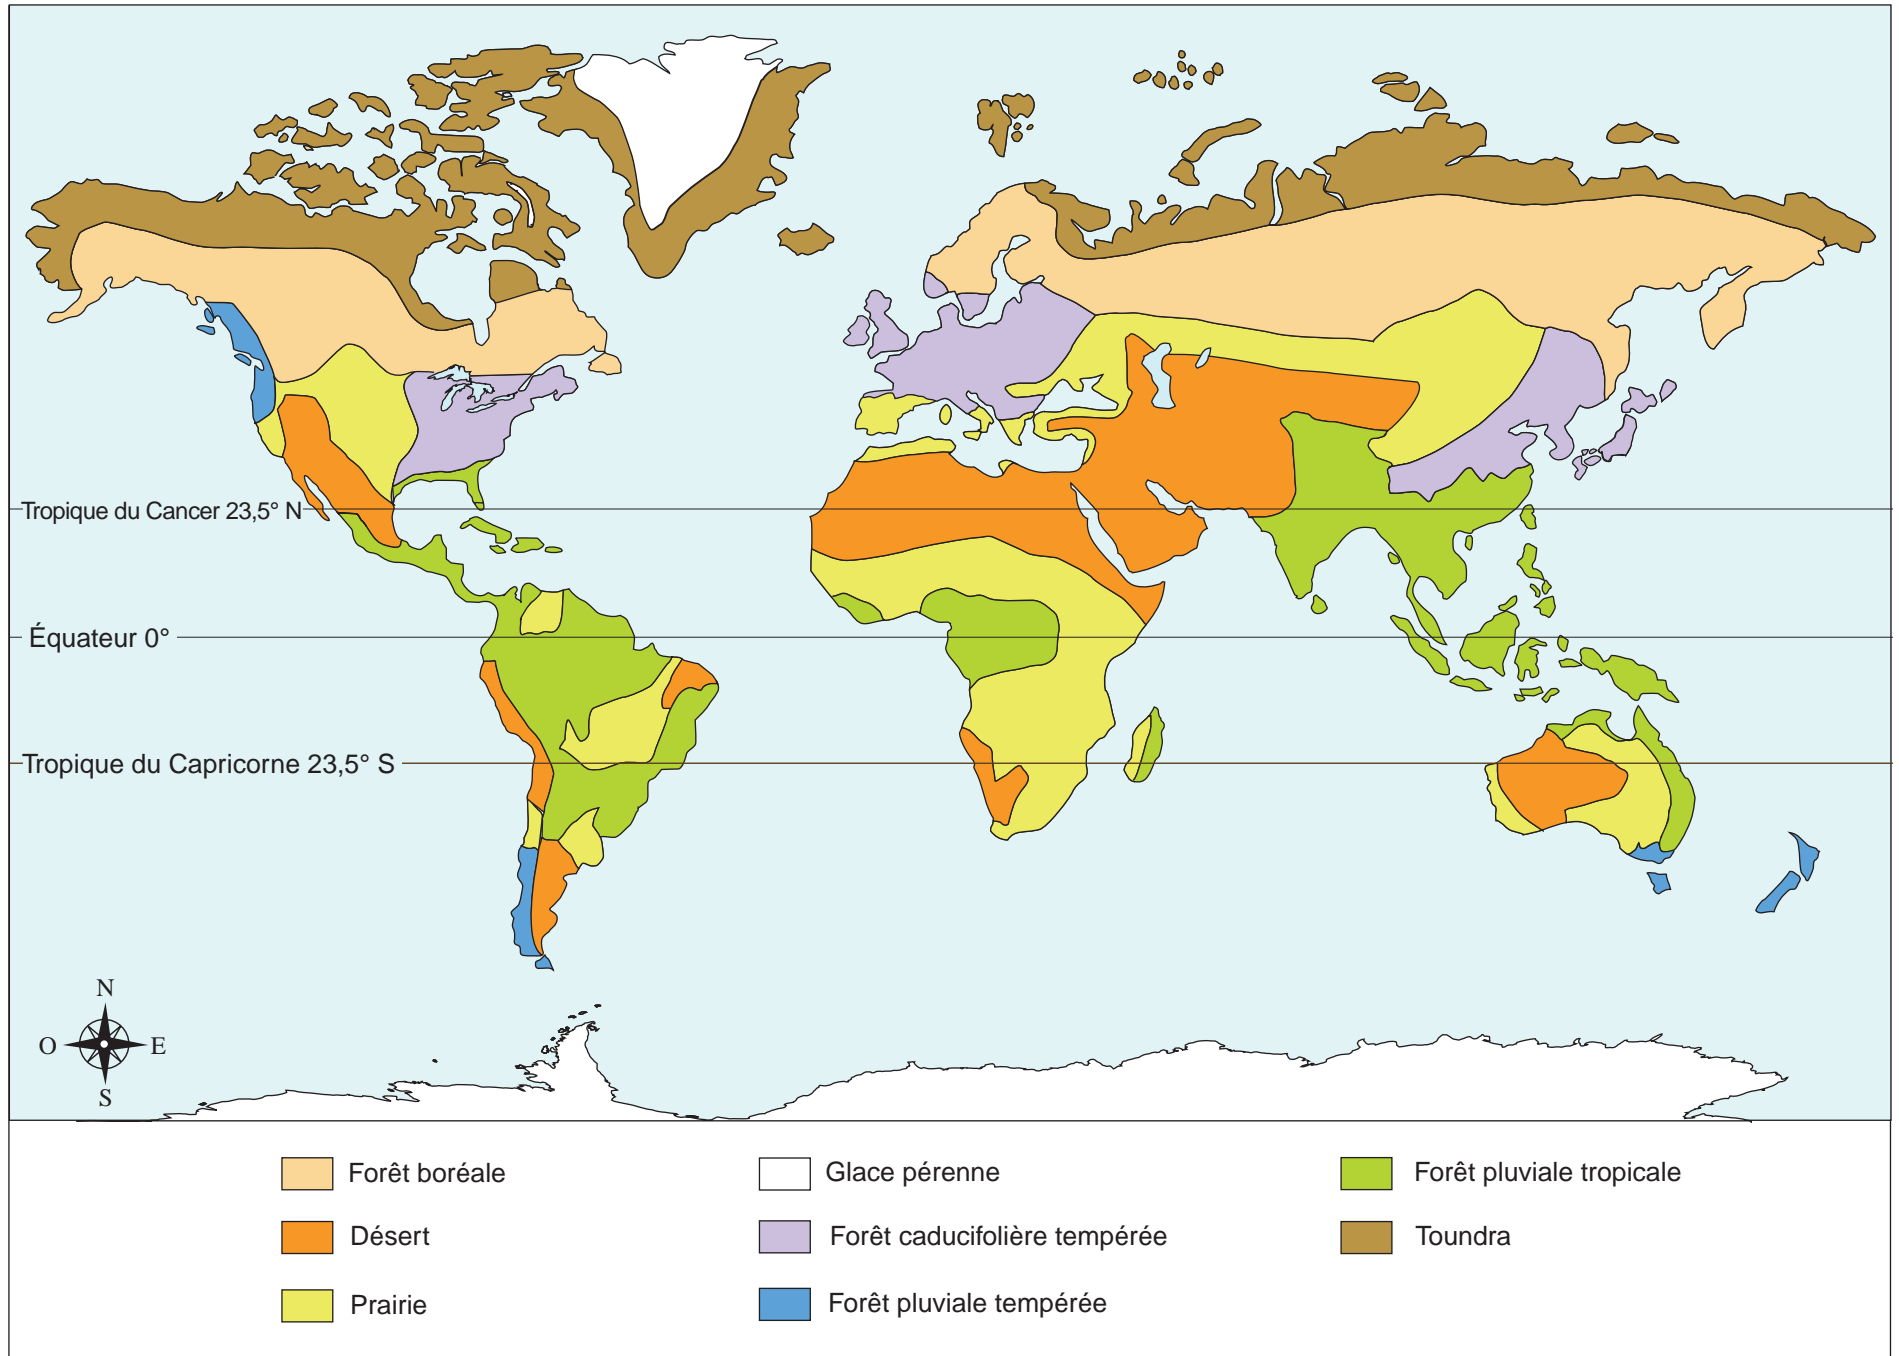 Tropique du Cancer 23,5° N
Équateur 0°
Tropique du Capricorne 23,5° S
N
O E
S
Forêt boréale
Glace pérenne
Forêt pluviale tropicale
Désert
Forêt caducifolière tempérée
Toundra
Prairie
Forêt pluviale tempérée